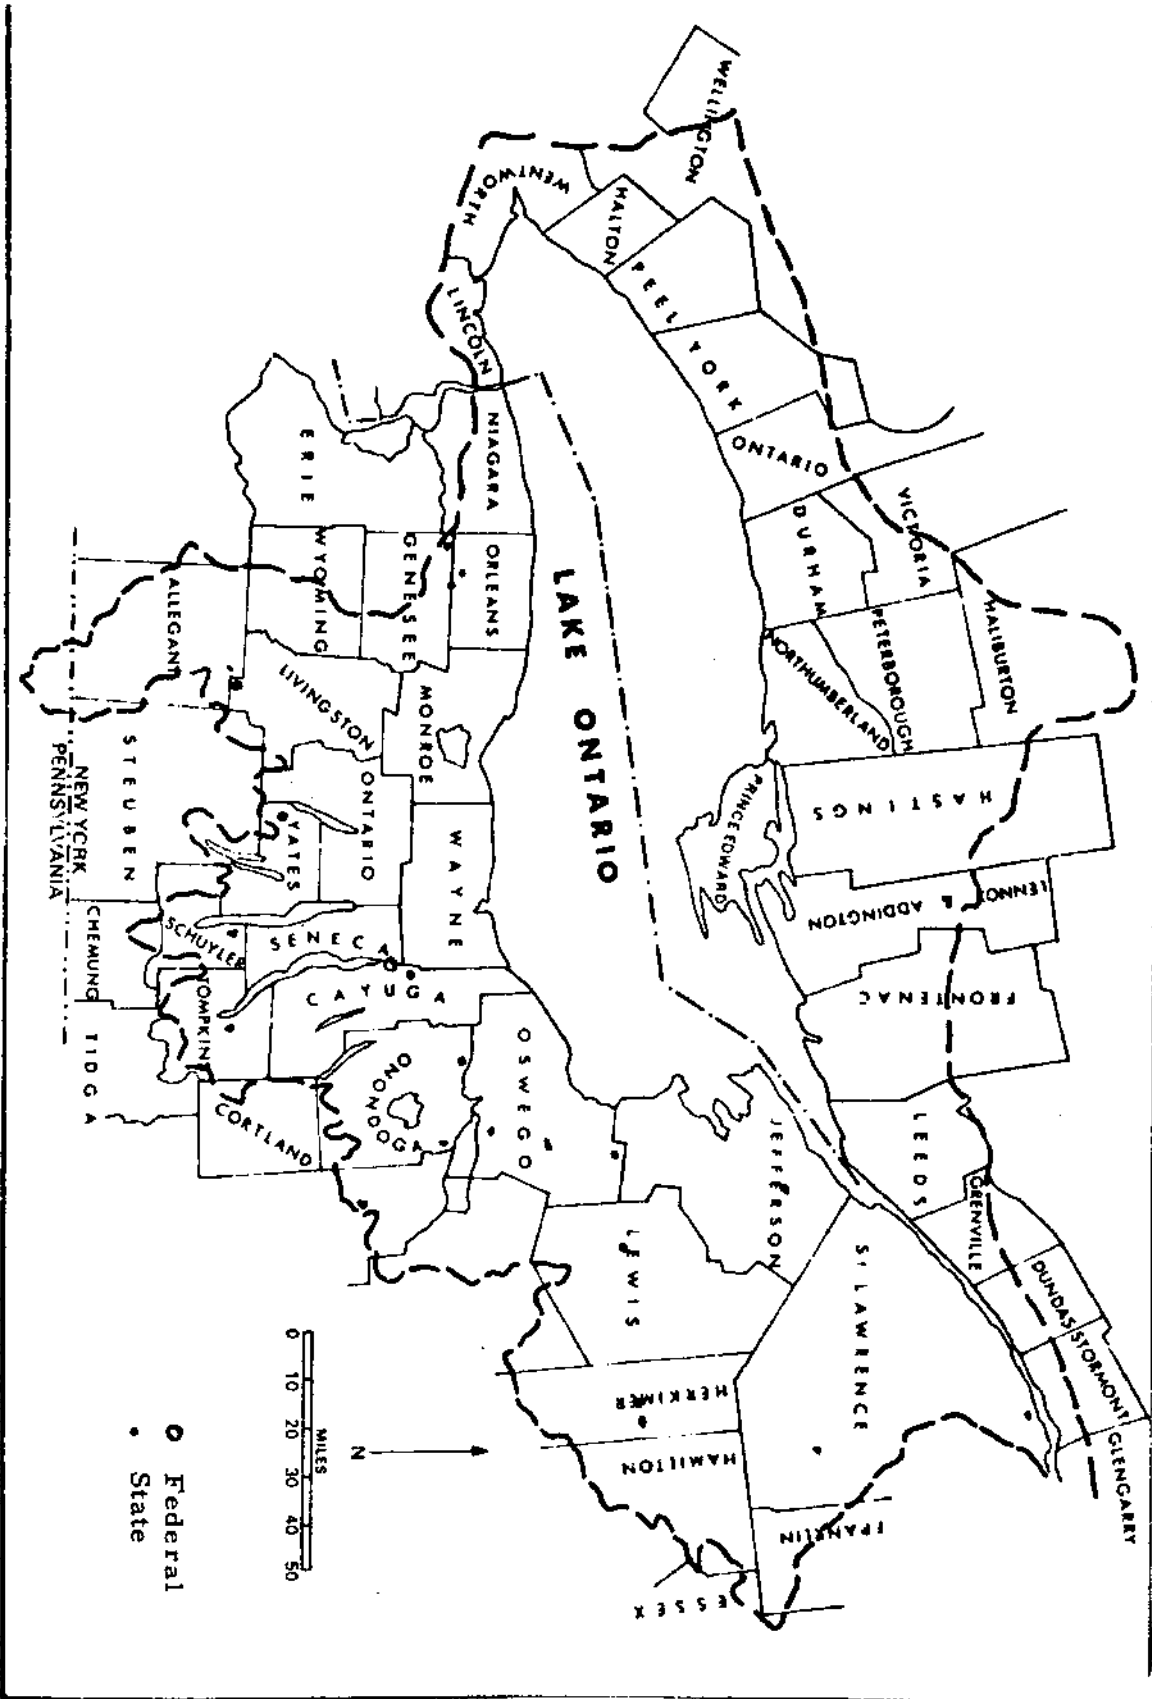 WELLINGTON
WENTWORTH
HALTON
PEEL
YORK
ONTARIO
DURHAM
VICTORIA
PETERBOROUGH
NORTHUMBERLAND
HALIBURTON
HASTINGS
PRINCE EDWARD
LENNOX
& ADDINGTON
FRONTENAC
LEEDS
GRENVILLE
DUNDAS
STORMONT
GLENGARRY
LINCOLN
LAKE ONTARIO
NIAGARA
ORLEANS
ERIE
WYOMING
GENESEE
ALLEGANY
LIVINGSTON
MONROE
ONTARIO
WAYNE
STEUBEN
YATES
SCHUYLER
SENECA
CAYUGA
CHEMUNG
TOMPKINS
TIOGA
CORTLAND
ONONDOGA
OSWEGO
JEFFERSON
LEWIS
ST LAWRENCE
HERKIMER
HAMILTON
FRANKLIN
ESSEX
NEW YORK
PENNSYLVANIA
0 10 20 30 40 50
MILES
N
Federal
State